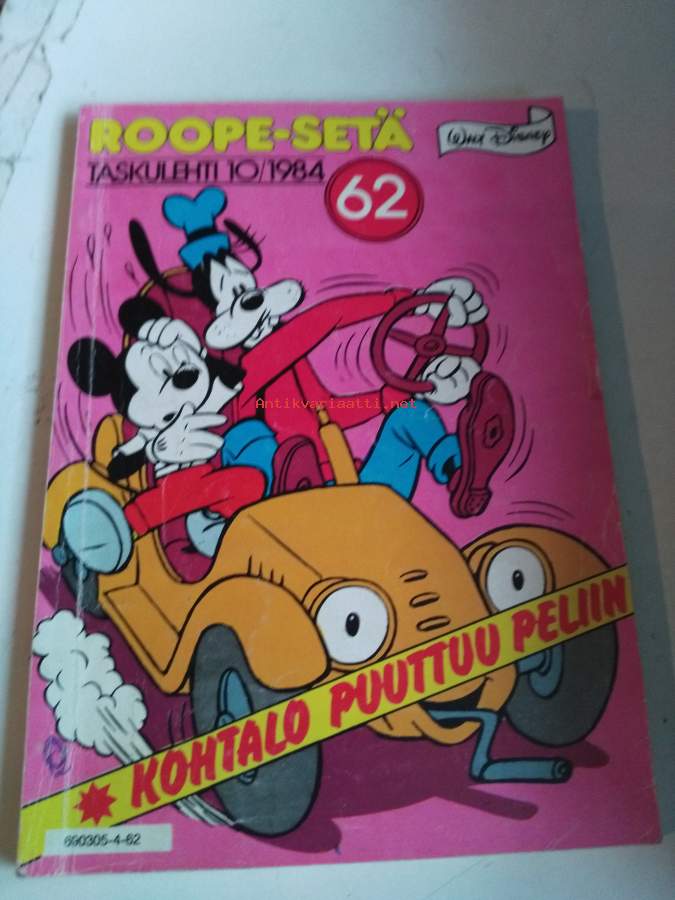 ROOPE-SETÄ
Walt Disney
TASKULEHTI 10/1984
62
Antikvariaatti.net
* KOHTALO PUUTTUU PELIIN
690305-4-62